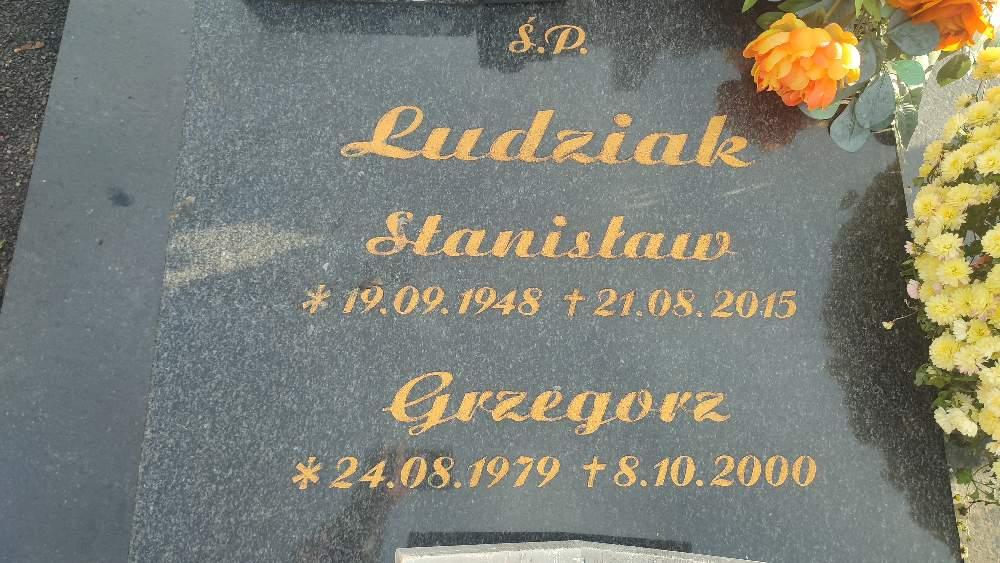 Ś.P.
Ludziak
Stanisław
* 19.09.1948 † 21.08.2015
Grzegorz
* 24.08.1979 † 8.10.2000